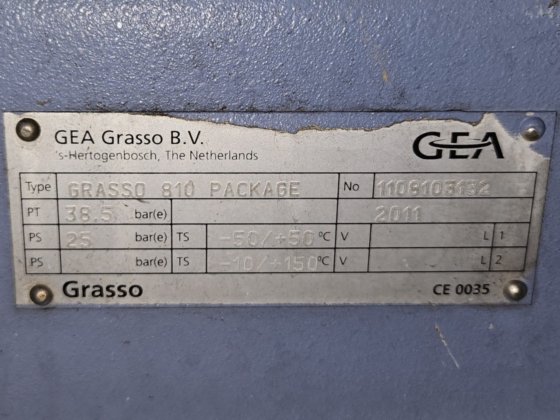 GEA Grasso B.V.
's-Hertogenbosch, The Netherlands
GEA
Type GRASSO 810 PACKAGE No 1109103132
PT 38.5 bar(e) 2011
PS 25 bar(e) TS -50/+50 °C V L 1
PS bar(e) TS -10/+150 °C V L 2
Grasso CE 0035